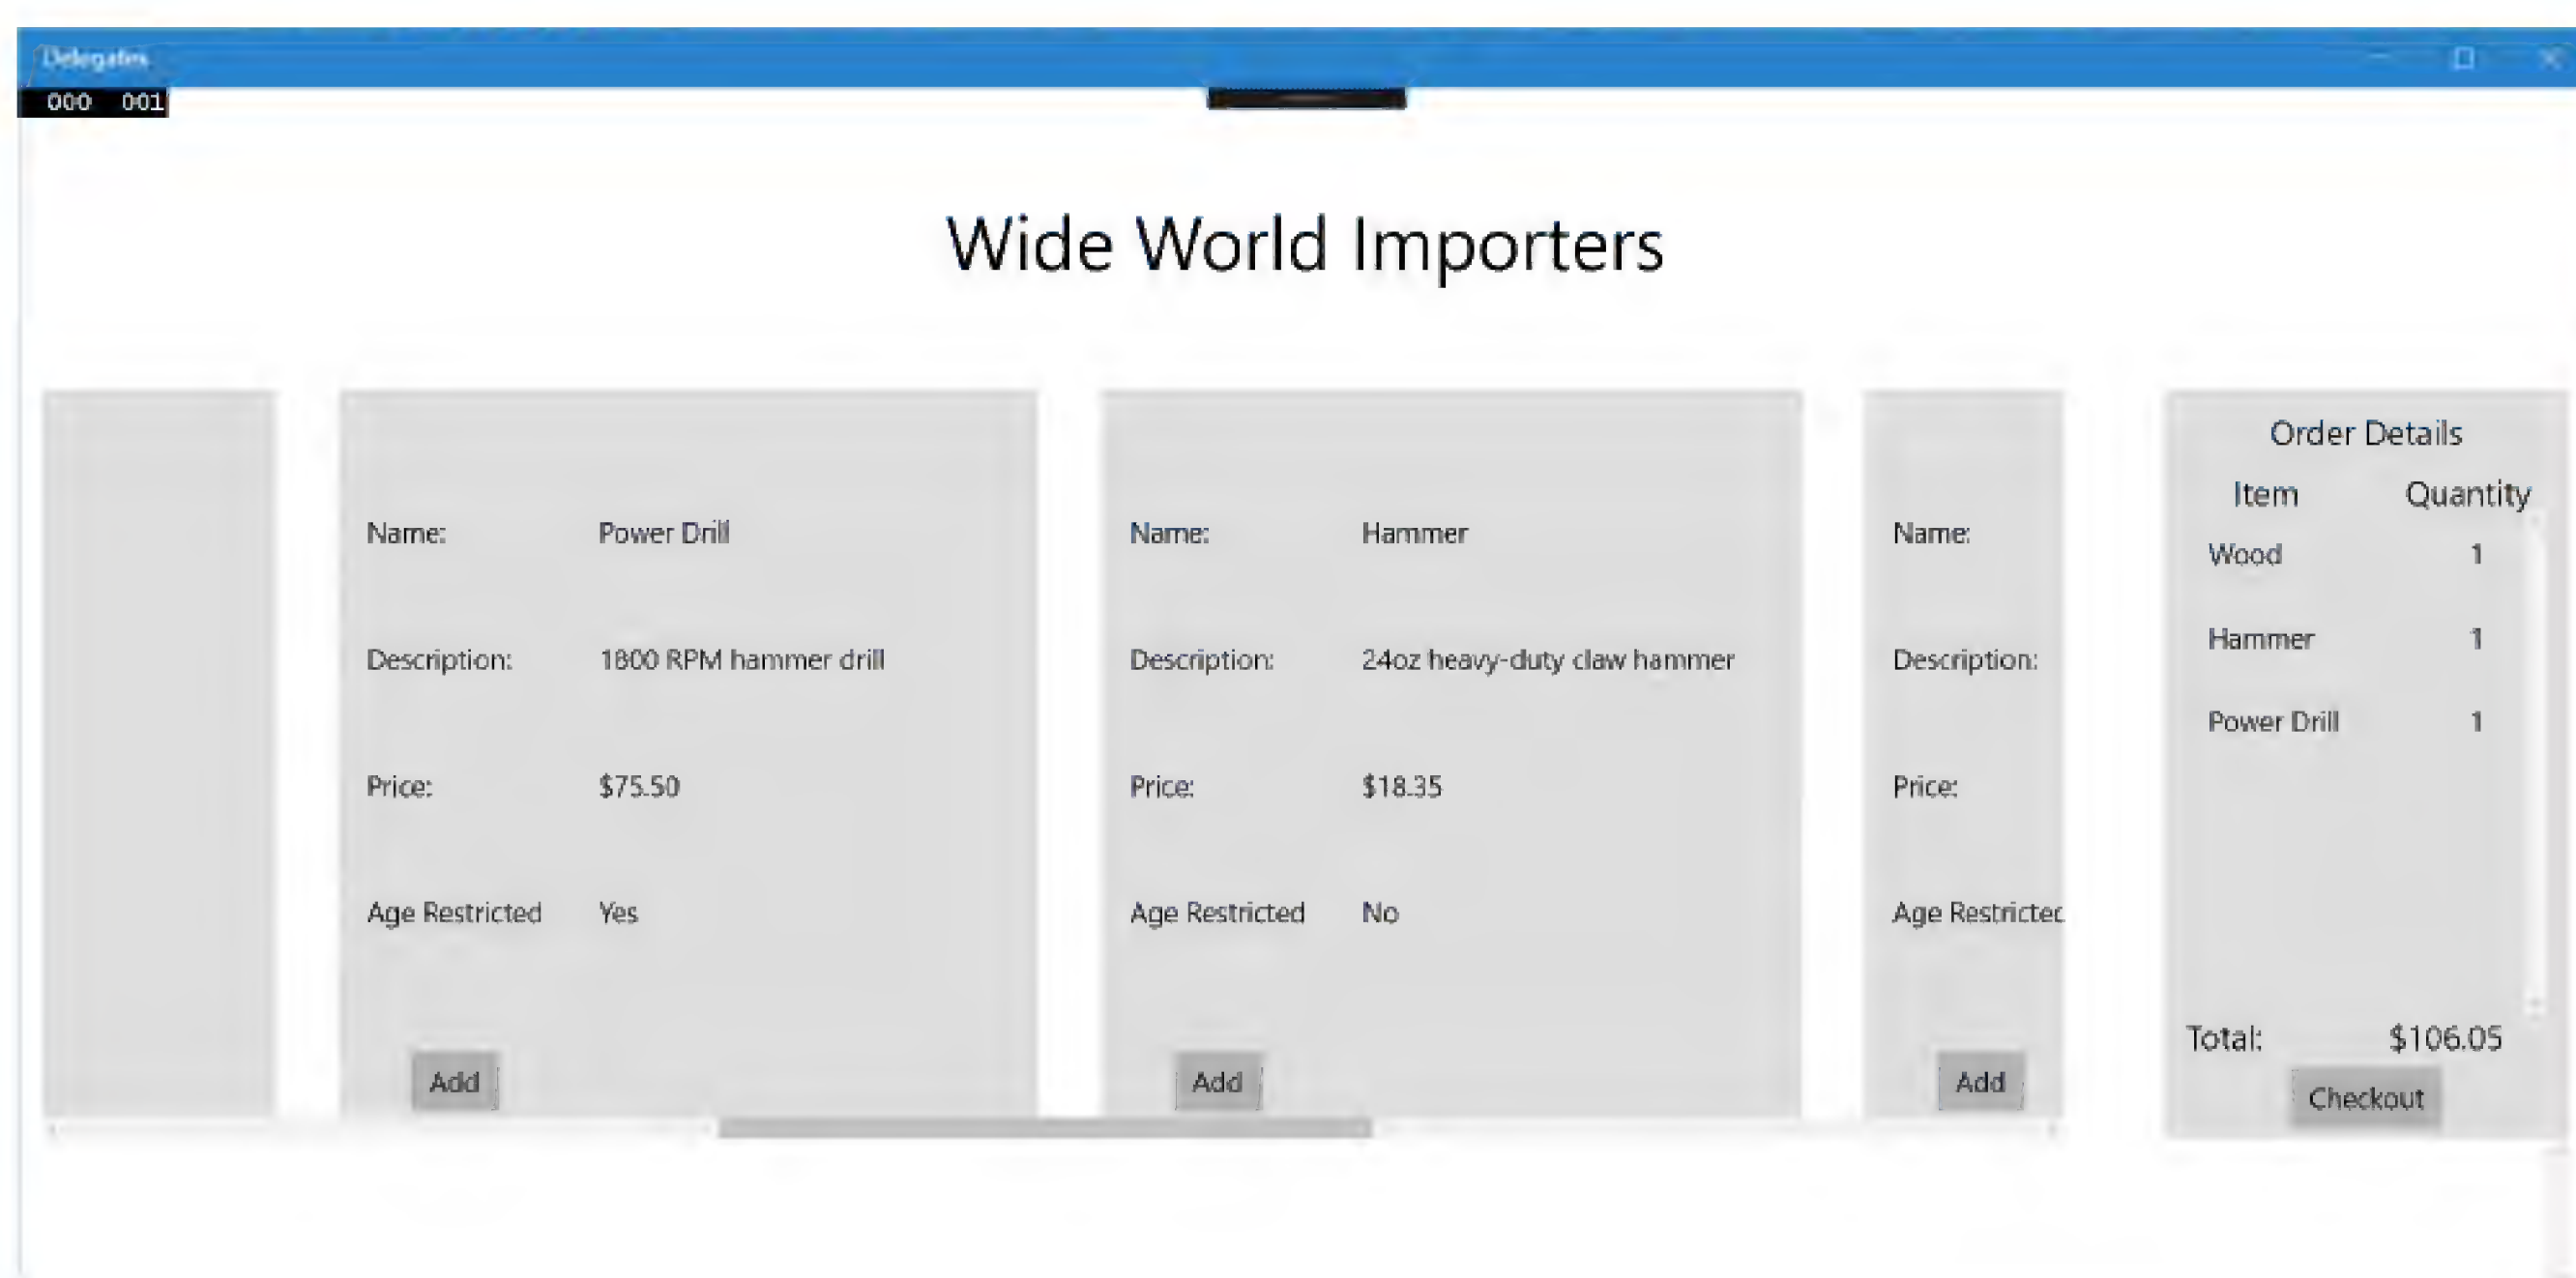 Delegates
000 001
Wide World Importers
Name: Power Drill
Description: 1800 RPM hammer drill
Price: $75.50
Age Restricted Yes
Add
Name: Hammer
Description: 24oz heavy-duty claw hammer
Price: $18.35
Age Restricted No
Add
Name:
Description:
Price:
Age Restricted
Add
Order Details
Item Quantity
Wood 1
Hammer 1
Power Drill 1
Total: $106.05
Checkout